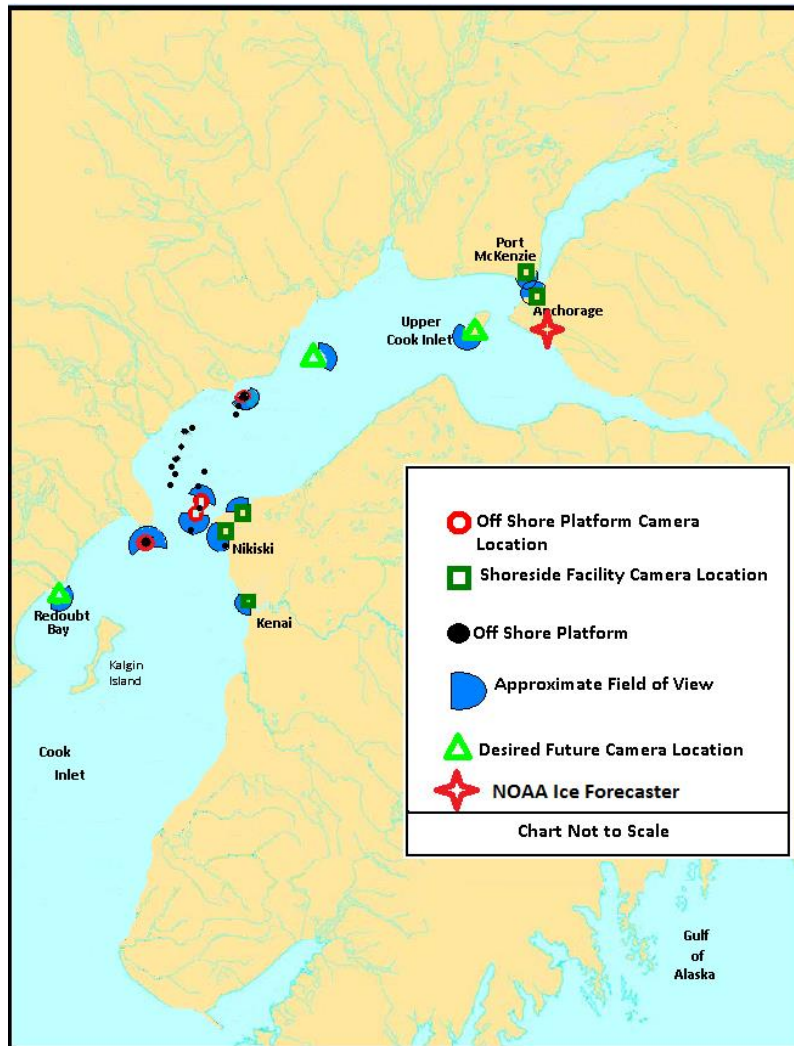 Port
McKenzie
Anchorage
Upper
Cook Inlet
Nikiski
Redoubt
Bay
Kenai
Kalgin
Island
Cook
Inlet
Off Shore Platform Camera
Location
Shoreside Facility Camera Location
Off Shore Platform
Approximate Field of View
Desired Future Camera Location
NOAA Ice Forecaster
Chart Not to Scale
Gulf
of
Alaska